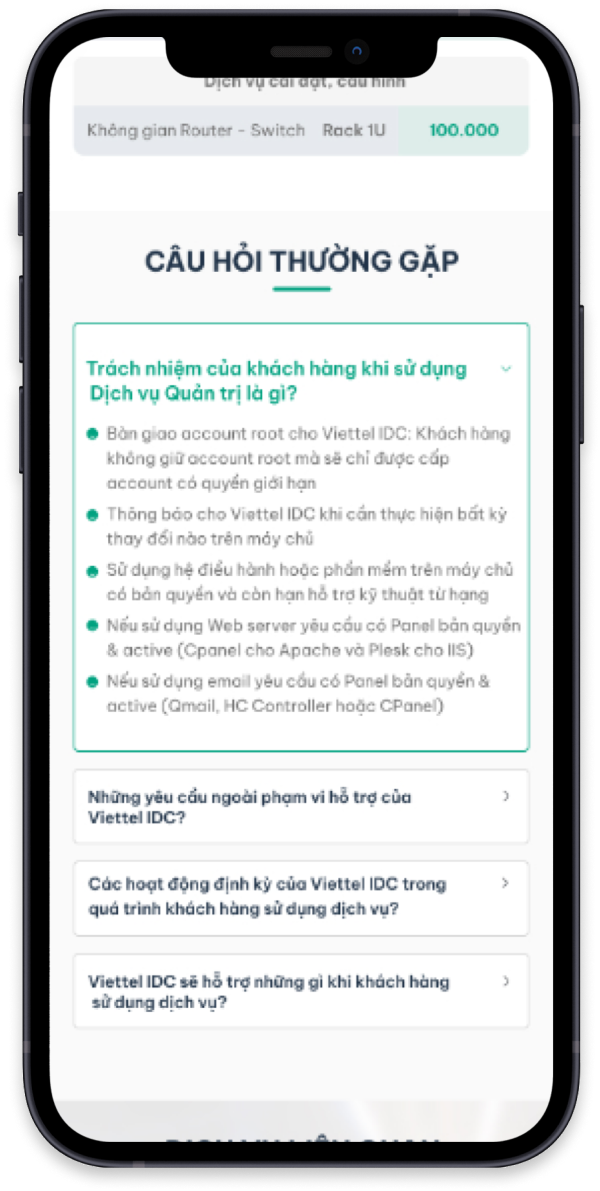 Dịch vụ cài đặt, cấu hình
Không gian Router - Switch Rack 1U 100.000
CÂU HỎI THƯỜNG GẶP
Trách nhiệm của khách hàng khi sử dụng
Dịch vụ Quản trị là gì?
Bàn giao account root cho Viettel IDC: Khách hàng
không giữ account root mà sẽ chỉ được cấp
account có quyền giới hạn
Thông báo cho Viettel IDC khi cần thực hiện bất kỳ
thay đổi nào trên máy chủ
Sử dụng hệ điều hành hoặc phần mềm trên máy chủ
có bản quyền và còn hạn hỗ trợ kỹ thuật từ hạng
Nếu sử dụng Web server yêu cầu có Panel bản quyền
& active (Cpanel cho Apache và Plesk cho IIS)
Nếu sử dụng email yêu cầu có Panel bản quyền &
active (Qmail, HC Controller hoặc CPanel)
Những yêu cầu ngoài phạm vi hỗ trợ của
Viettel IDC?
Các hoạt động định kỳ của Viettel IDC trong
quá trình khách hàng sử dụng dịch vụ?
Viettel IDC sẽ hỗ trợ những gì khi khách hàng
sử dụng dịch vụ?
DỊCH VỤ LIÊN QUAN